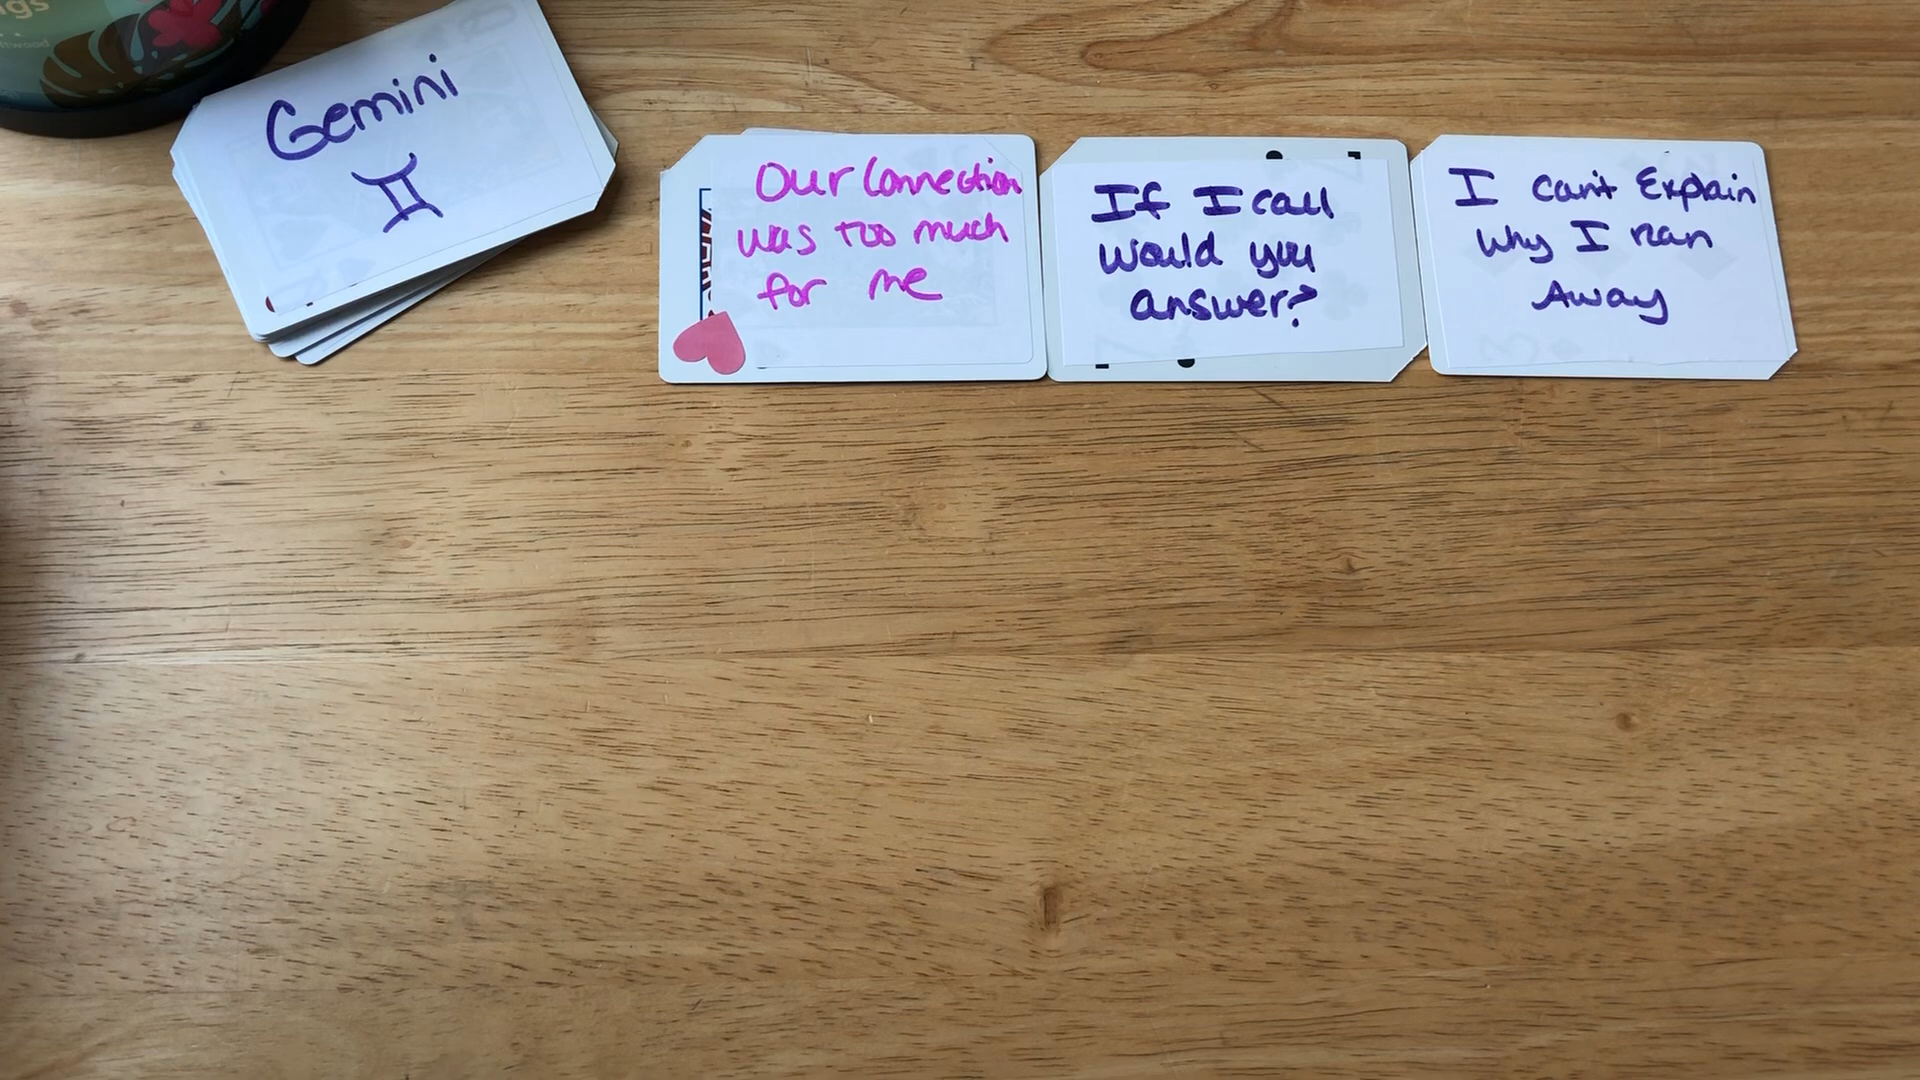 Gemini
♊
Our Connection
was too much
for me
If I call
would you
answer?
I can't Explain
why I ran
Away